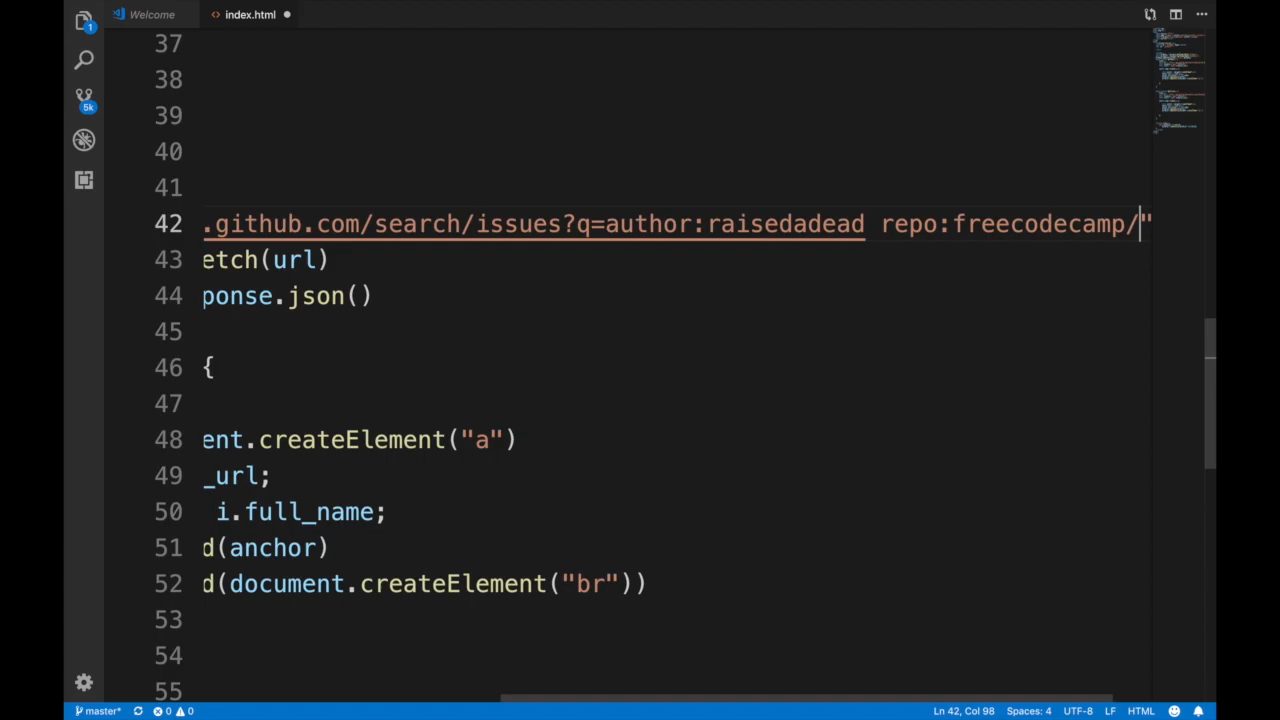 1
Welcome
<> index.html
37
38
39
40
41
42 .github.com/search/issues?q=author:raisedadead repo:freecodecamp/"
43 etch(url)
44 ponse.json()
45
46 {
47
48 ent.createElement("a")
49 _url;
50 i.full_name;
51 d(anchor)
52 d(document.createElement("br"))
53
54
55
5k
master* 0 0 Ln 42, Col 98 Spaces: 4 UTF-8 LF HTML